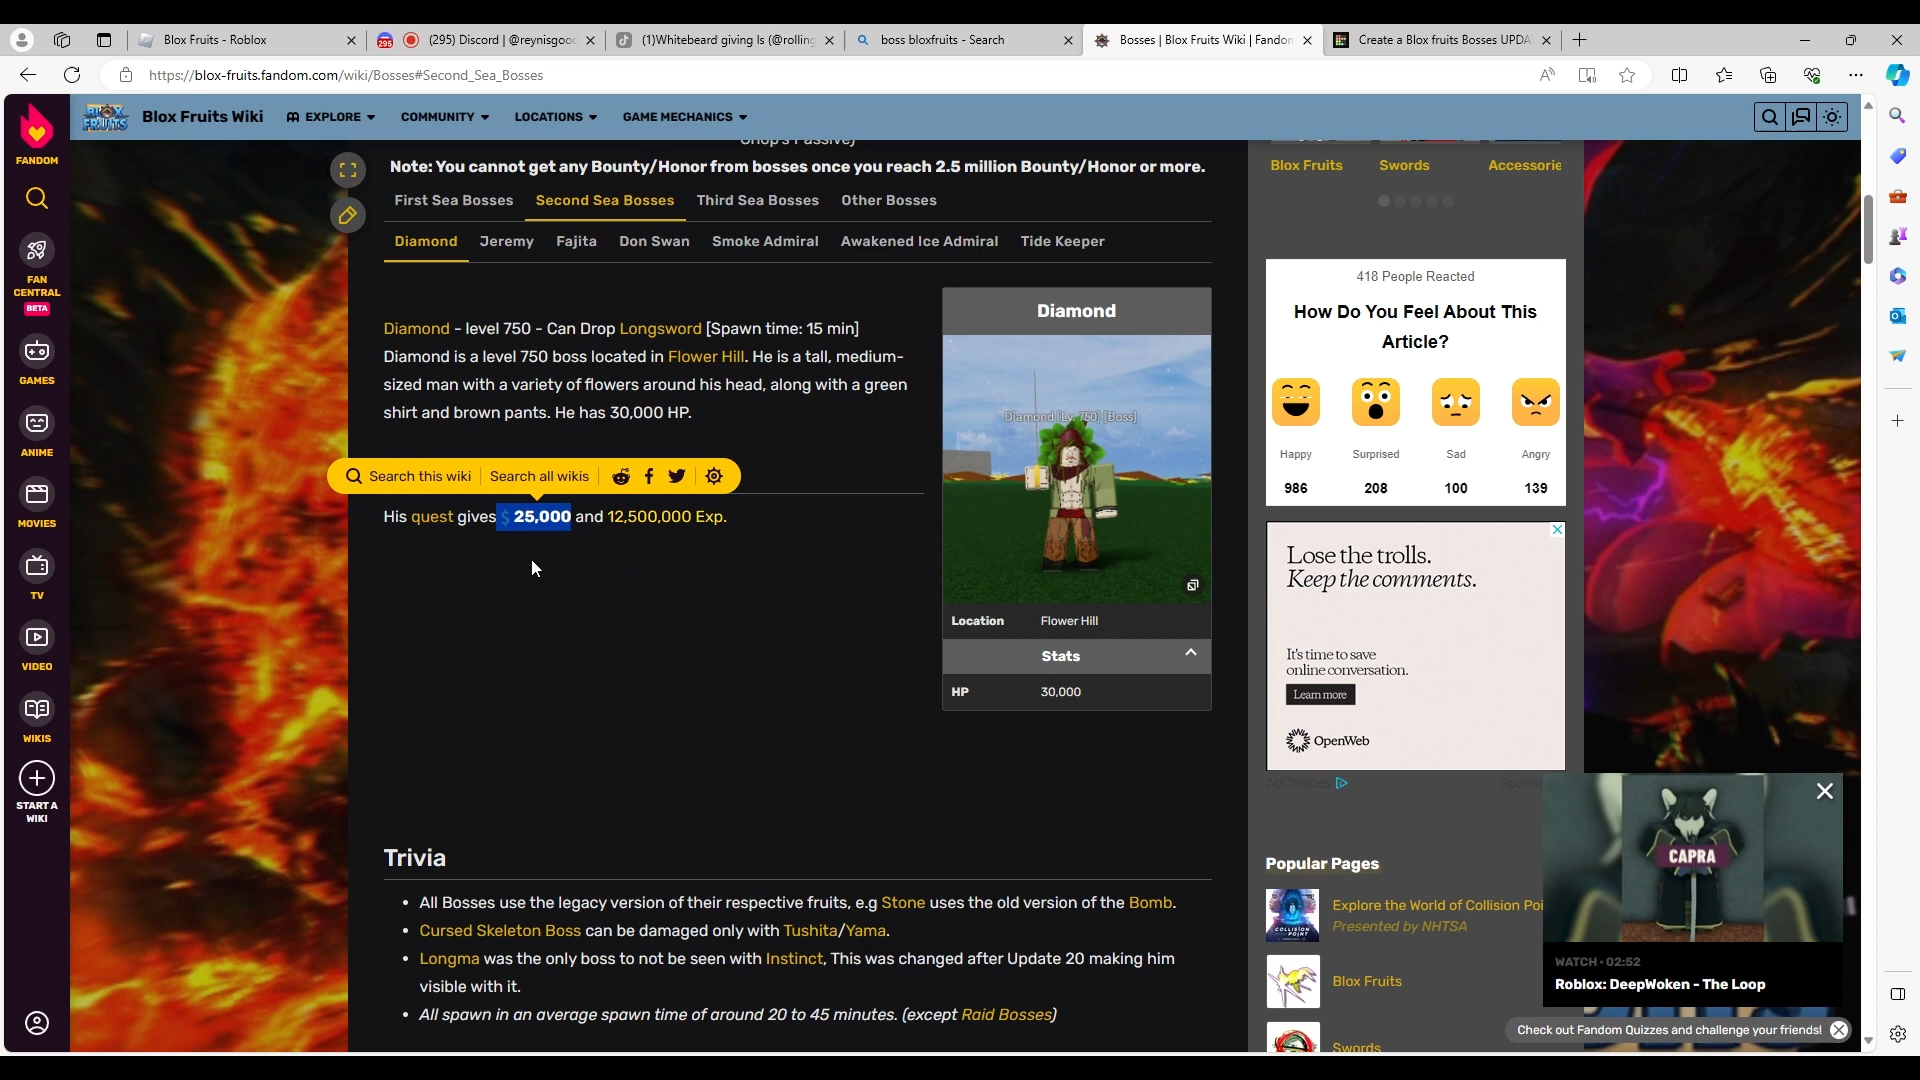 Blox Fruits - Roblox
(295) Discord | @reynisgood
(1)Whitebeard giving ls (@rolling
boss bloxfruits - Search
Bosses | Blox Fruits Wiki | Fandom
Create a Blox fruits Bosses UPDA
https://blox-fruits.fandom.com/wiki/Bosses#Second_Sea_Bosses
FANDOM
FAN CENTRAL
BETA
GAMES
ANIME
MOVIES
TV
VIDEO
WIKIS
START A WIKI
BLOX FRUITS
Blox Fruits Wiki
EXPLORE
COMMUNITY
LOCATIONS
GAME MECHANICS
Shop's Passive)
Note: You cannot get any Bounty/Honor from bosses once you reach 2.5 million Bounty/Honor or more.
First Sea Bosses
Second Sea Bosses
Third Sea Bosses
Other Bosses
Diamond
Jeremy
Fajita
Don Swan
Smoke Admiral
Awakened Ice Admiral
Tide Keeper
Diamond - level 750 - Can Drop Longsword [Spawn time: 15 min]
Diamond is a level 750 boss located in Flower Hill. He is a tall, medium-
sized man with a variety of flowers around his head, along with a green
shirt and brown pants. He has 30,000 HP.
Search this wiki
Search all wikis
His quest gives $ 25,000 and 12,500,000 Exp.
Diamond
Diamond [Lv. 750] [Boss]
Location Flower Hill
Stats
HP 30,000
Trivia
• All Bosses use the legacy version of their respective fruits, e.g Stone uses the old version of the Bomb.
• Cursed Skeleton Boss can be damaged only with Tushita/Yama.
• Longma was the only boss to not be seen with Instinct, This was changed after Update 20 making him
visible with it.
• All spawn in an average spawn time of around 20 to 45 minutes. (except Raid Bosses)
Blox Fruits
Swords
Accessorie
418 People Reacted
How Do You Feel About This
Article?
Happy Surprised Sad Angry
986 208 100 139
Lose the trolls.
Keep the comments.
It's time to save
online conversation.
Learn more
OpenWeb
AdChoices
Sponso
Popular Pages
COLLISION POINT
Explore the World of Collision Poi
Presented by NHTSA
Blox Fruits
Swords
CAPRA
WATCH • 02:52
Roblox: DeepWoken - The Loop
Check out Fandom Quizzes and challenge your friends!